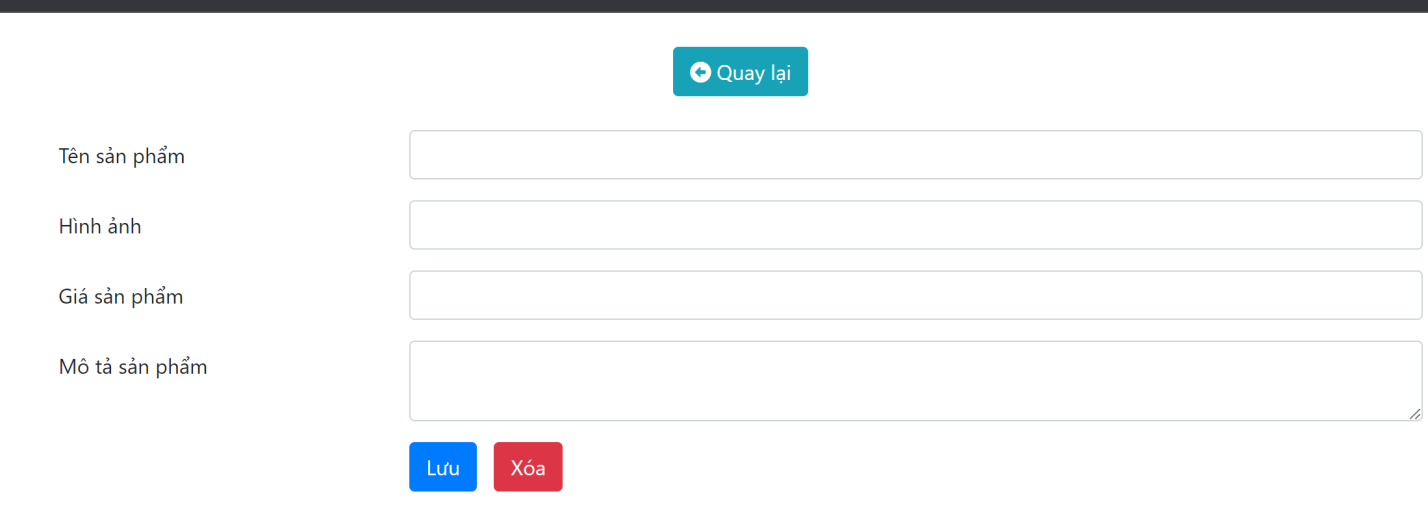 Quay lại
Tên sản phẩm
Hình ảnh
Giá sản phẩm
Mô tả sản phẩm
Lưu Xóa